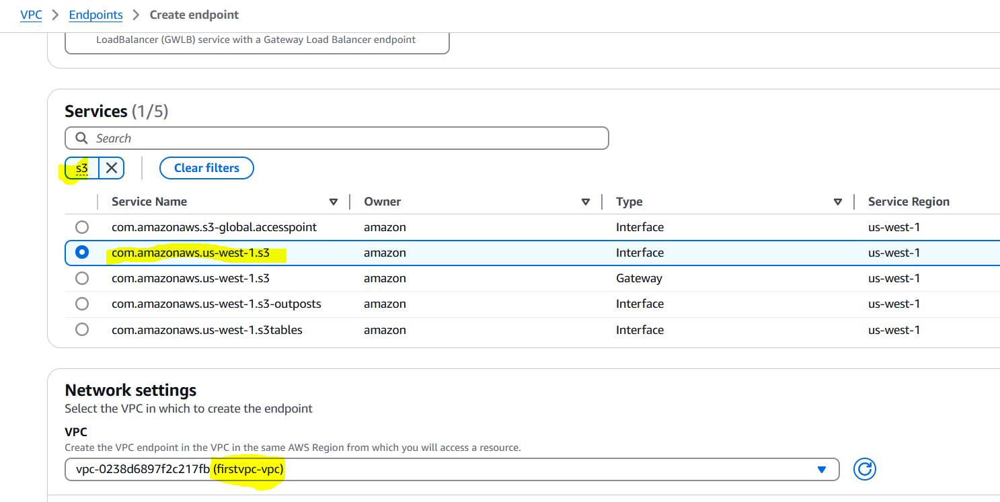 VPC > Endpoints > Create endpoint
LoadBalancer (GWLB) service with a Gateway Load Balancer endpoint
Services (1/5)
Search
s3 Clear filters
Service Name Owner Type Service Region
com.amazonaws.s3-global.accesspoint amazon Interface us-west-1
com.amazonaws.us-west-1.s3 amazon Interface us-west-1
com.amazonaws.us-west-1.s3 amazon Gateway us-west-1
com.amazonaws.us-west-1.s3-outposts amazon Interface us-west-1
com.amazonaws.us-west-1.s3tables amazon Interface us-west-1
Network settings
Select the VPC in which to create the endpoint
VPC
Create the VPC endpoint in the VPC in the same AWS Region from which you will access a resource.
vpc-0238d6897f2c217fb (firstvpc-vpc)